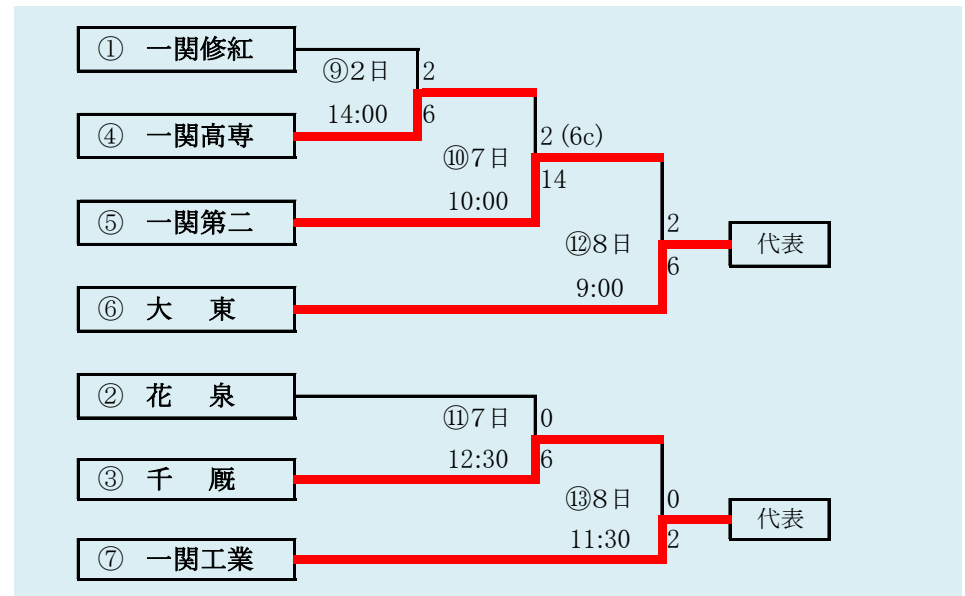 ① 一関修紅
⑨2日 2
14:00 6
④ 一関高専
2 (6c)
⑩7日
14
10:00
⑤ 一関第二
2
⑫8日 代表
6
9:00
⑥ 大 東
② 花 泉
⑪7日 0
12:30 6
③ 千 厩
⑬8日 0
代表
11:30 2
⑦ 一関工業